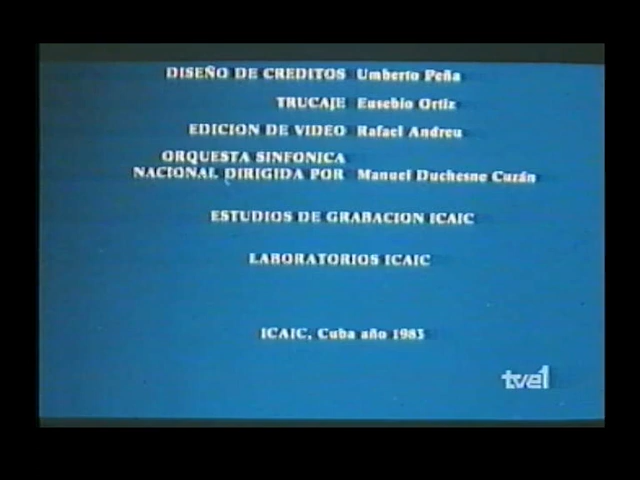 DISEÑO DE CREDITOS Umberto Peña
TRUCAJE Eusebio Ortiz
EDICION DE VIDEO Rafael Andreu
ORQUESTA SINFONICA
NACIONAL DIRIGIDA POR Manuel Duchesne Cuzán
ESTUDIOS DE GRABACION ICAIC
LABORATORIOS ICAIC
ICAIC, Cuba año 1983
tve1